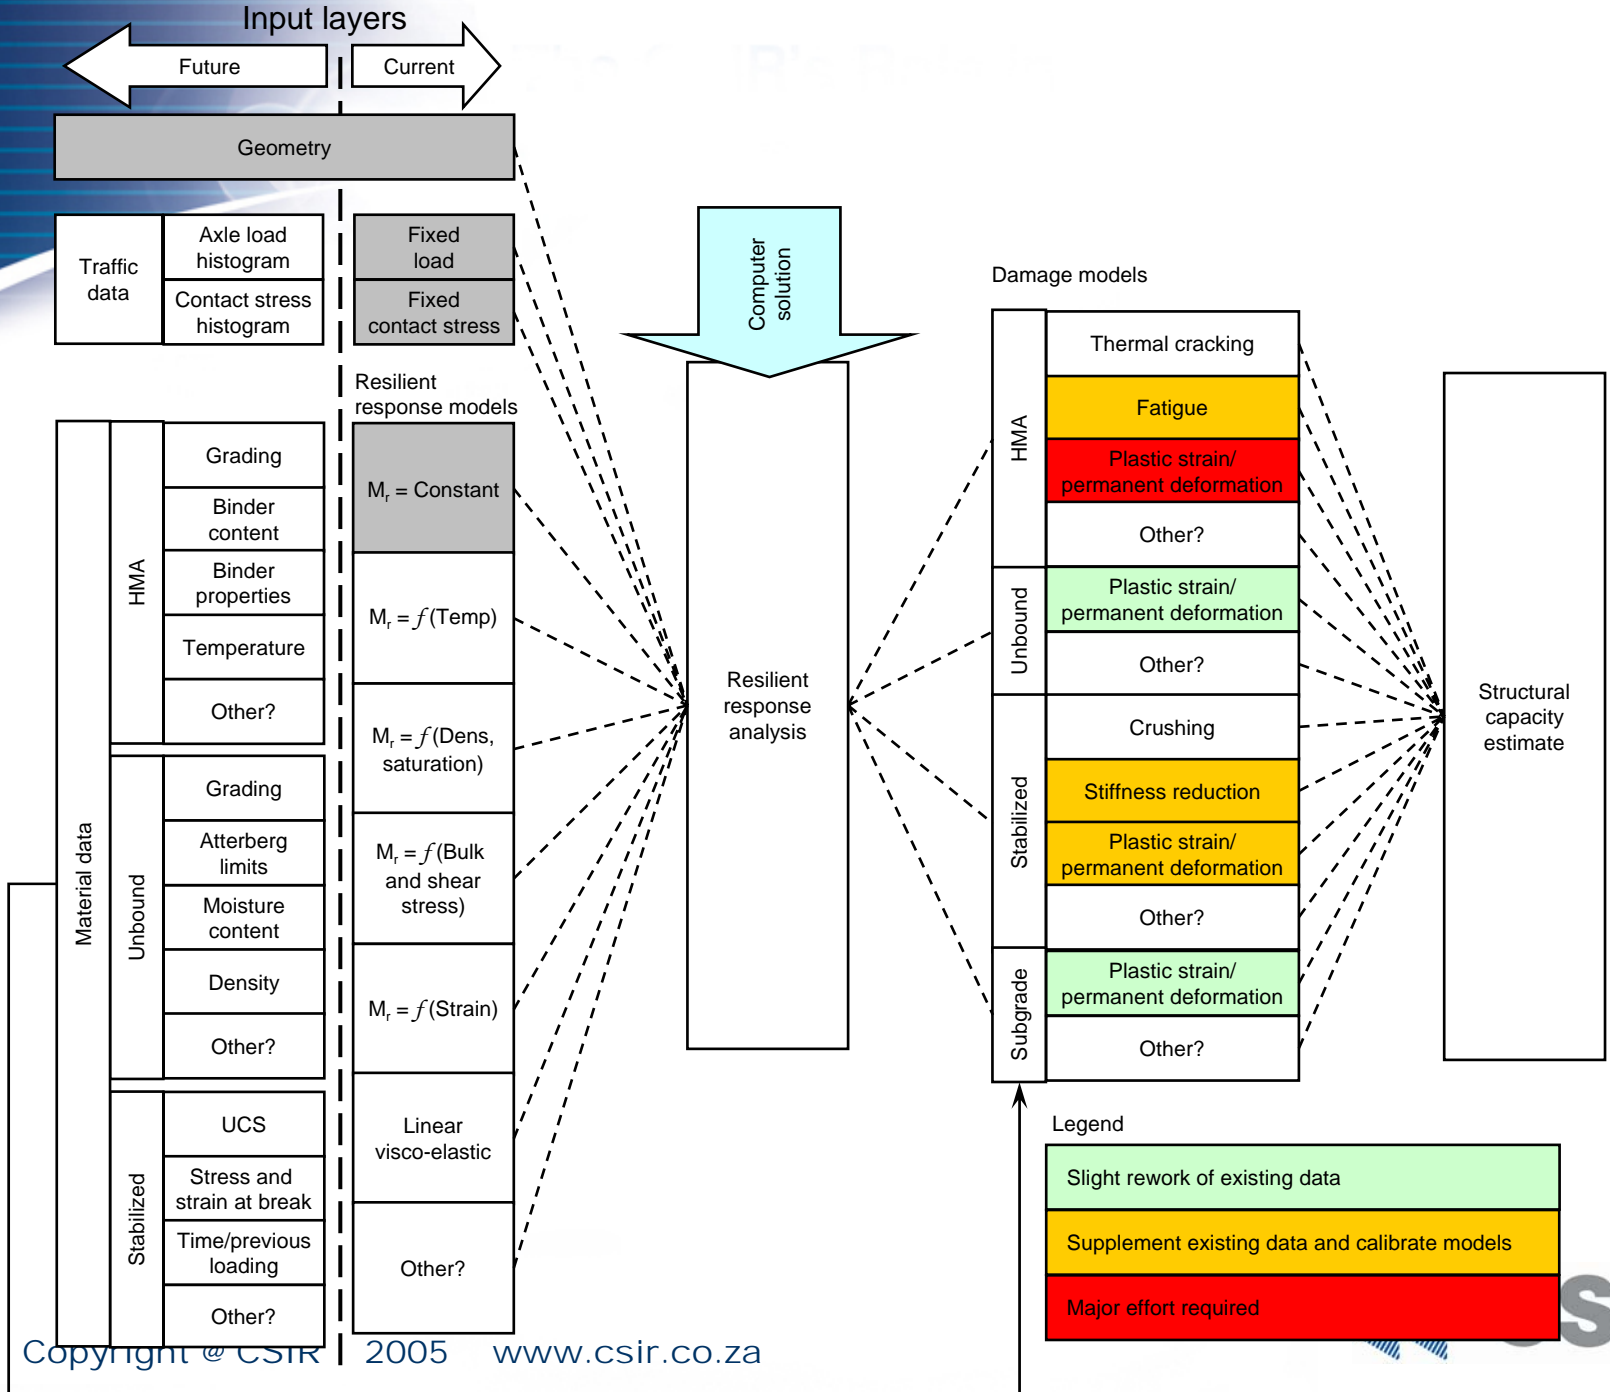 Input layers
Future
Current
Geometry
Traffic
data
Axle load
histogram
Contact stress
histogram
Fixed
load
Fixed
contact stress
Resilient
response models
Material data
HMA
Grading
Binder
content
Binder
properties
Temperature
Other?
Unbound
Grading
Atterberg
limits
Moisture
content
Density
Other?
Stabilized
UCS
Stress and
strain at break
Time/previous
loading
Other?
Mr = Constant
Mr = f(Temp)
Mr = f(Dens,
saturation)
Mr = f(Bulk
and shear
stress)
Mr = f(Strain)
Linear
visco-elastic
Other?
Computer
solution
Resilient
response
analysis
Damage models
HMA
Thermal cracking
Fatigue
Plastic strain/
permanent deformation
Other?
Unbound
Plastic strain/
permanent deformation
Other?
Stabilized
Crushing
Stiffness reduction
Plastic strain/
permanent deformation
Other?
Subgrade
Plastic strain/
permanent deformation
Other?
Structural
capacity
estimate
Legend
Slight rework of existing data
Supplement existing data and calibrate models
Major effort required
Copyright @ CSIR 2005 www.csir.co.za